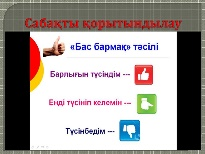 Сабақты қорытындылау
«Бас бармақ» тәсілі
Барлығын түсіндім ---
Енді түсініп келемін ---
Түсінбедім ---